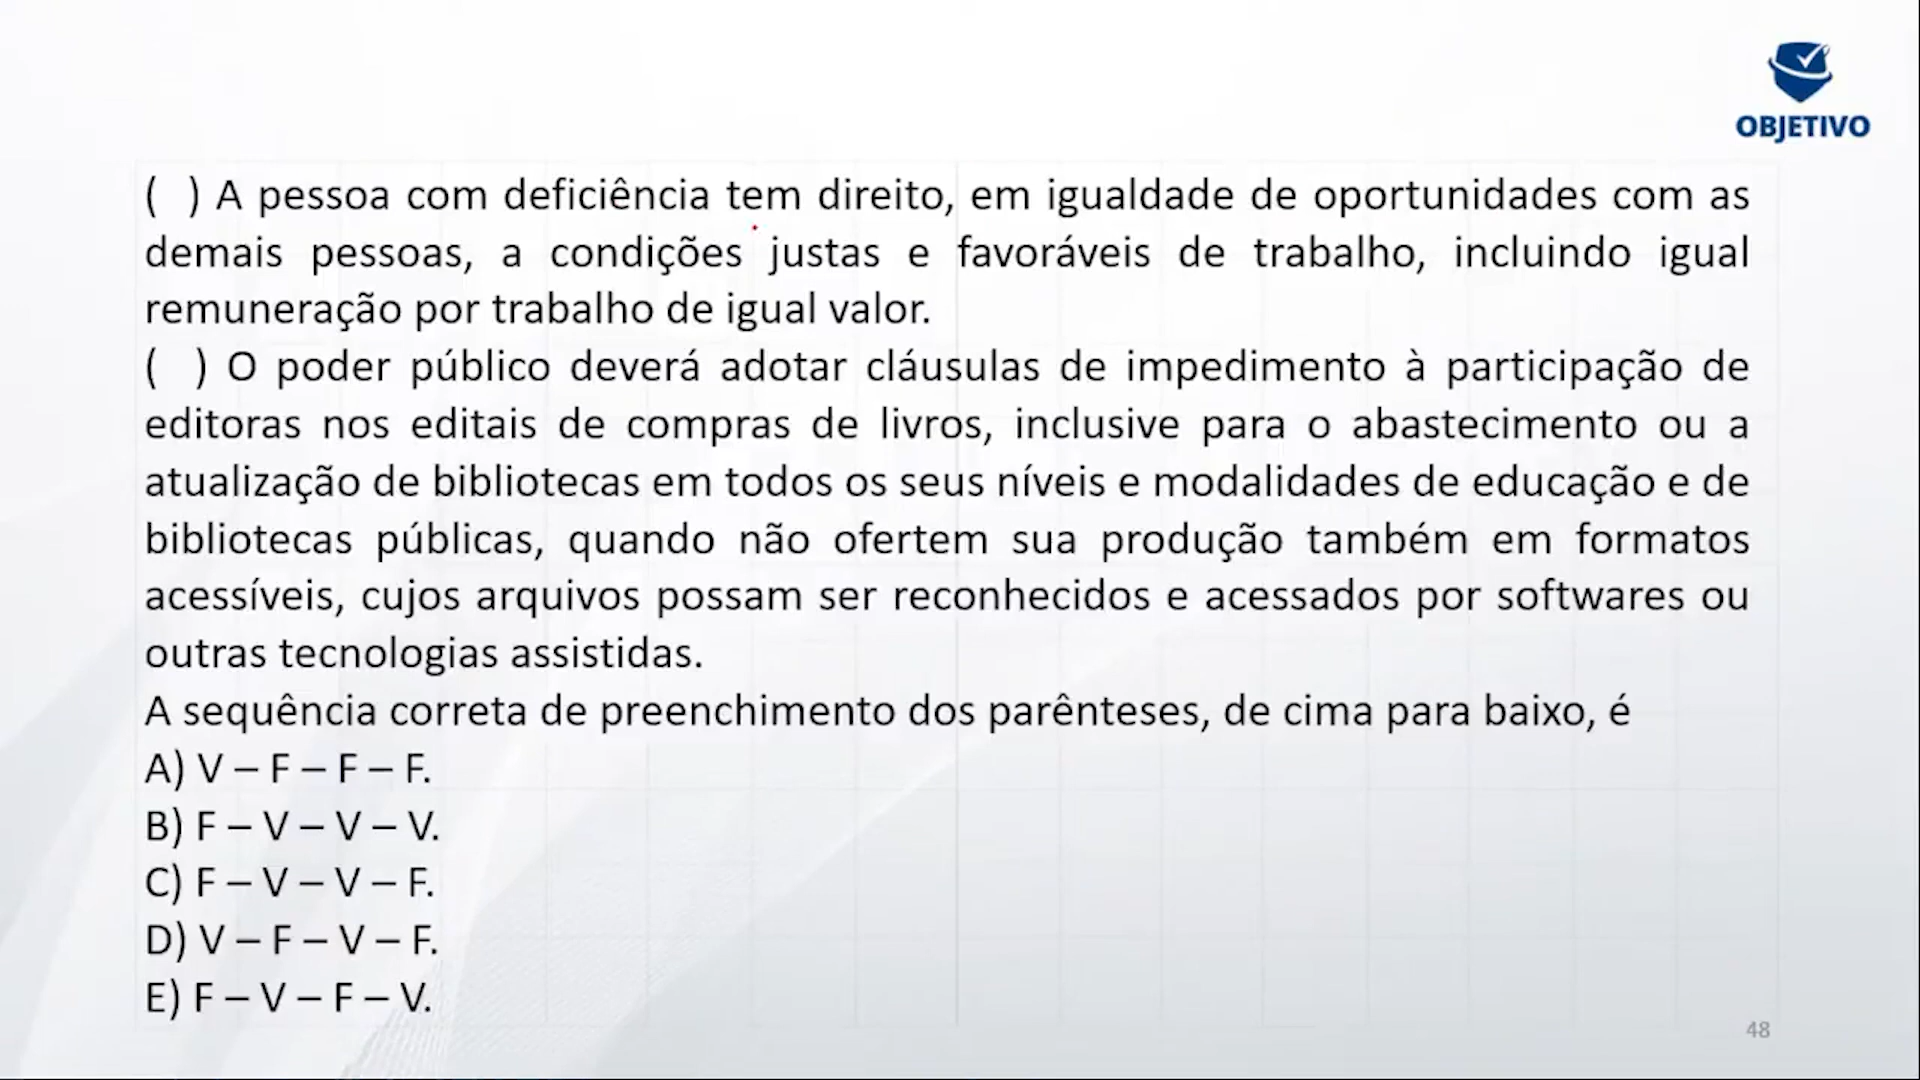 OBJETIVO
( ) A pessoa com deficiência tem direito, em igualdade de oportunidades com as
demais pessoas, a condições justas e favoráveis de trabalho, incluindo igual
remuneração por trabalho de igual valor.
( ) O poder público deverá adotar cláusulas de impedimento à participação de
editoras nos editais de compras de livros, inclusive para o abastecimento ou a
atualização de bibliotecas em todos os seus níveis e modalidades de educação e de
bibliotecas públicas, quando não ofertem sua produção também em formatos
acessíveis, cujos arquivos possam ser reconhecidos e acessados por softwares ou
outras tecnologias assistidas.
A sequência correta de preenchimento dos parênteses, de cima para baixo, é
A) V – F – F – F.
B) F – V – V – V.
C) F – V – V – F.
D) V – F – V – F.
E) F – V – F – V.
48